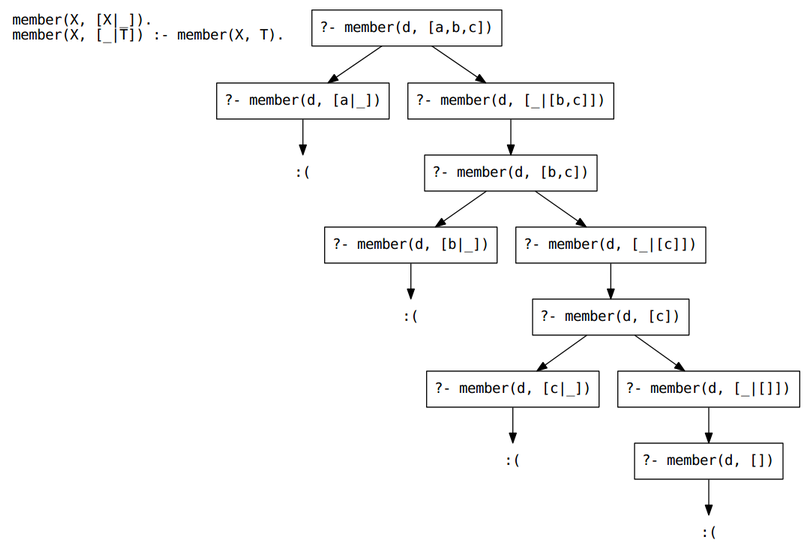 member(X, [X|_]).
member(X, [_|T]) :- member(X, T).
?- member(d, [a,b,c])
?- member(d, [a|_])
?- member(d, [_|[b,c]])
:(
?- member(d, [b,c])
?- member(d, [b|_])
?- member(d, [_|[c]])
:(
?- member(d, [c])
?- member(d, [c|_])
?- member(d, [_|[]])
:(
?- member(d, [])
:(